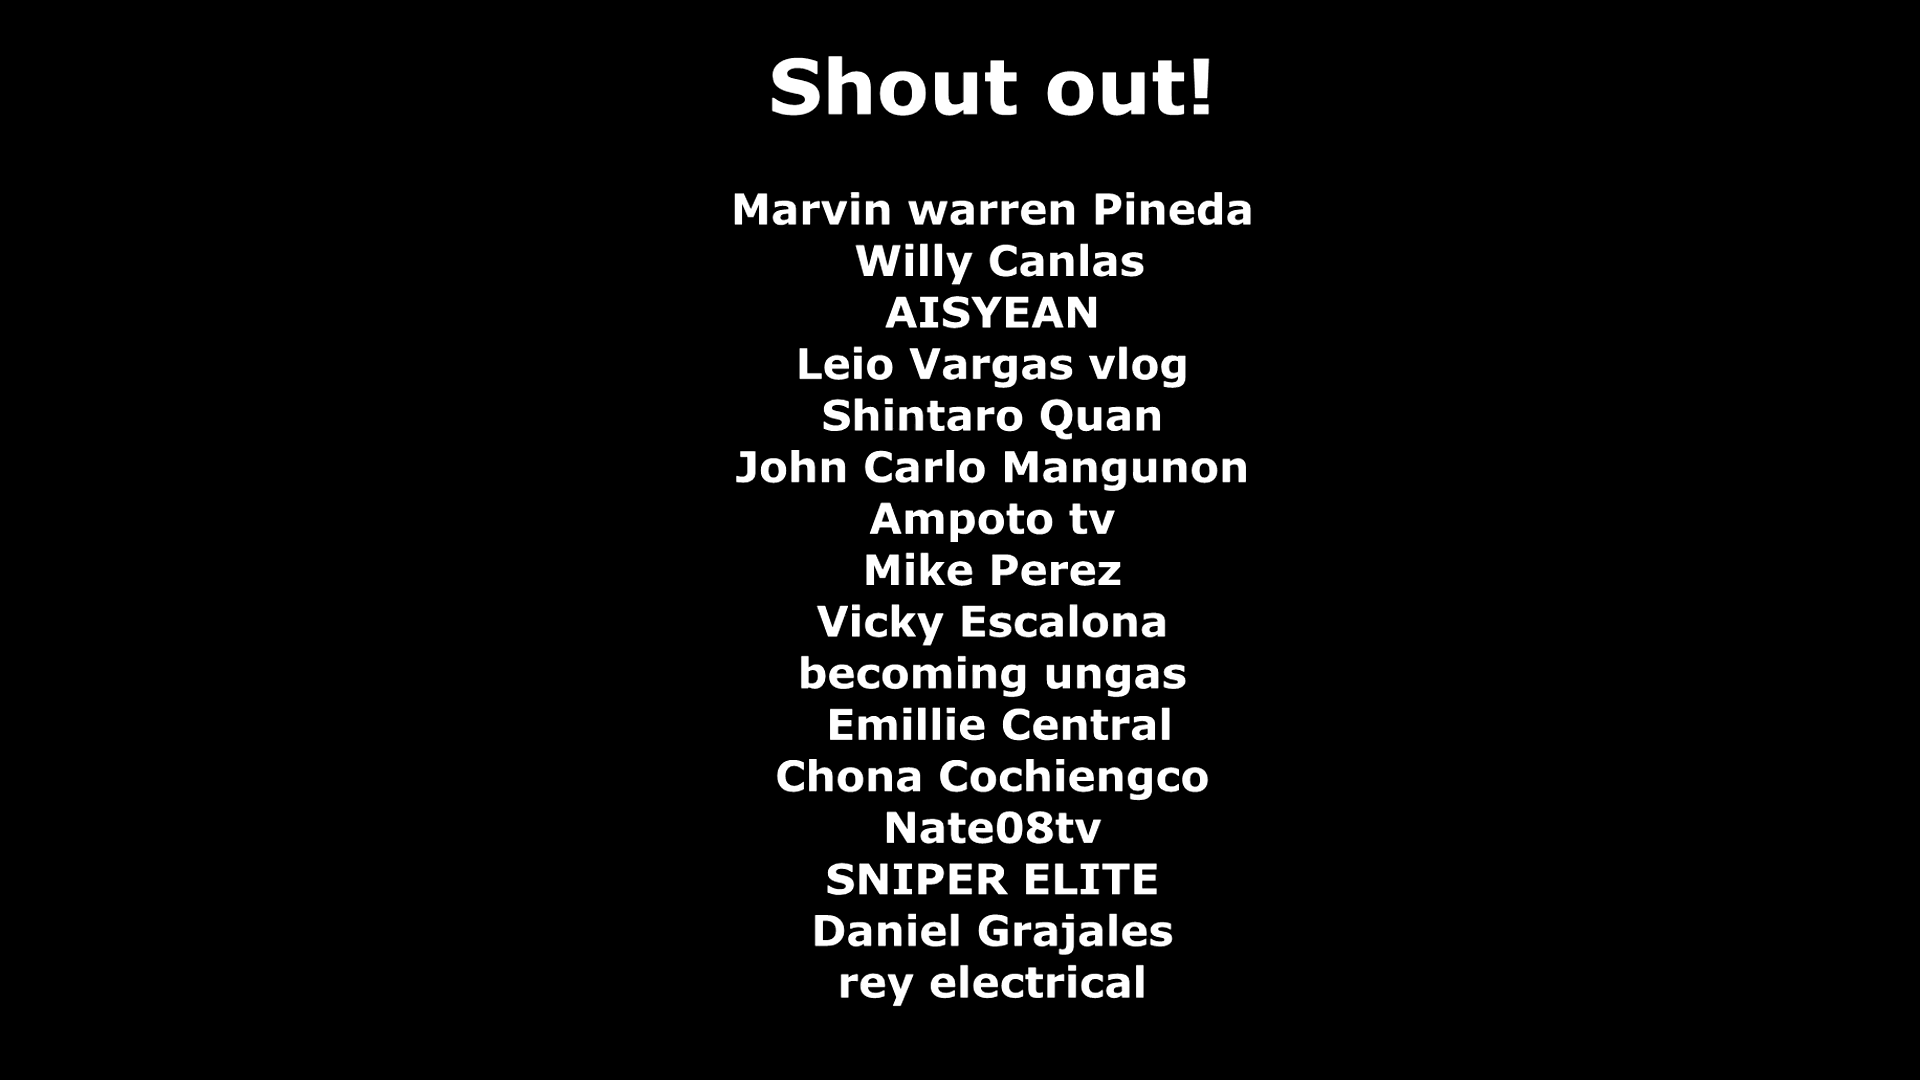 Shout out!
Marvin warren Pineda
Willy Canlas
AISYEAN
Leio Vargas vlog
Shintaro Quan
John Carlo Mangunon
Ampoto tv
Mike Perez
Vicky Escalona
becoming ungas
Emillie Central
Chona Cochiengco
Nate08tv
SNIPER ELITE
Daniel Grajales
rey electrical